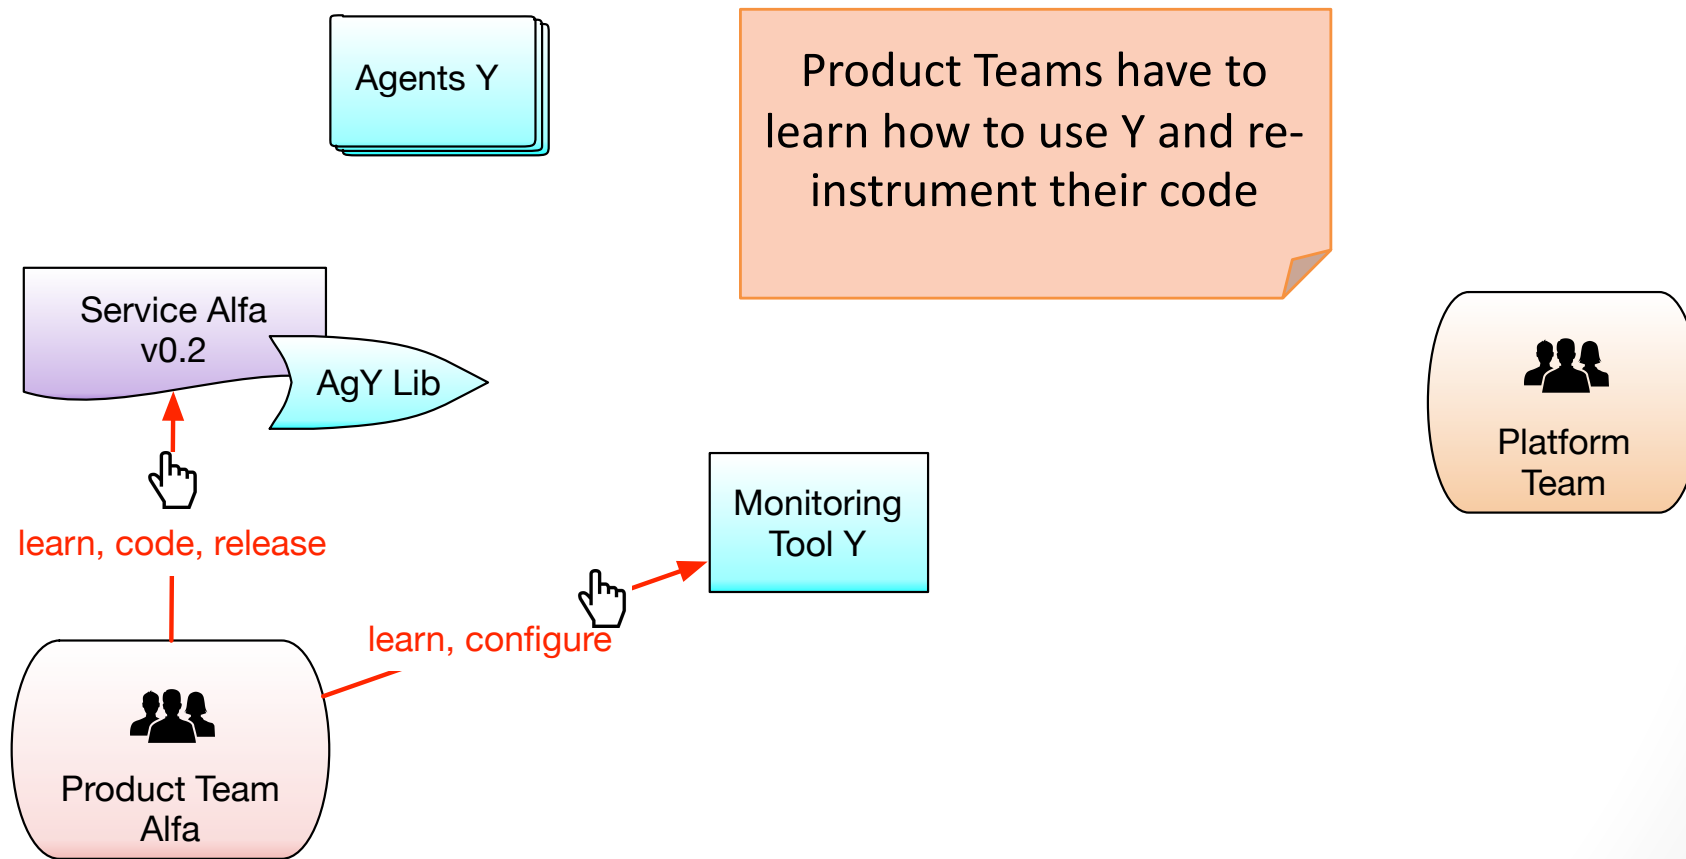 Agents Y
Product Teams have to
learn how to use Y and re-
instrument their code
Service Alfa
v0.2
AgY Lib
Platform
Team
Monitoring
Tool Y
learn, code, release
learn, configure
Product Team
Alfa